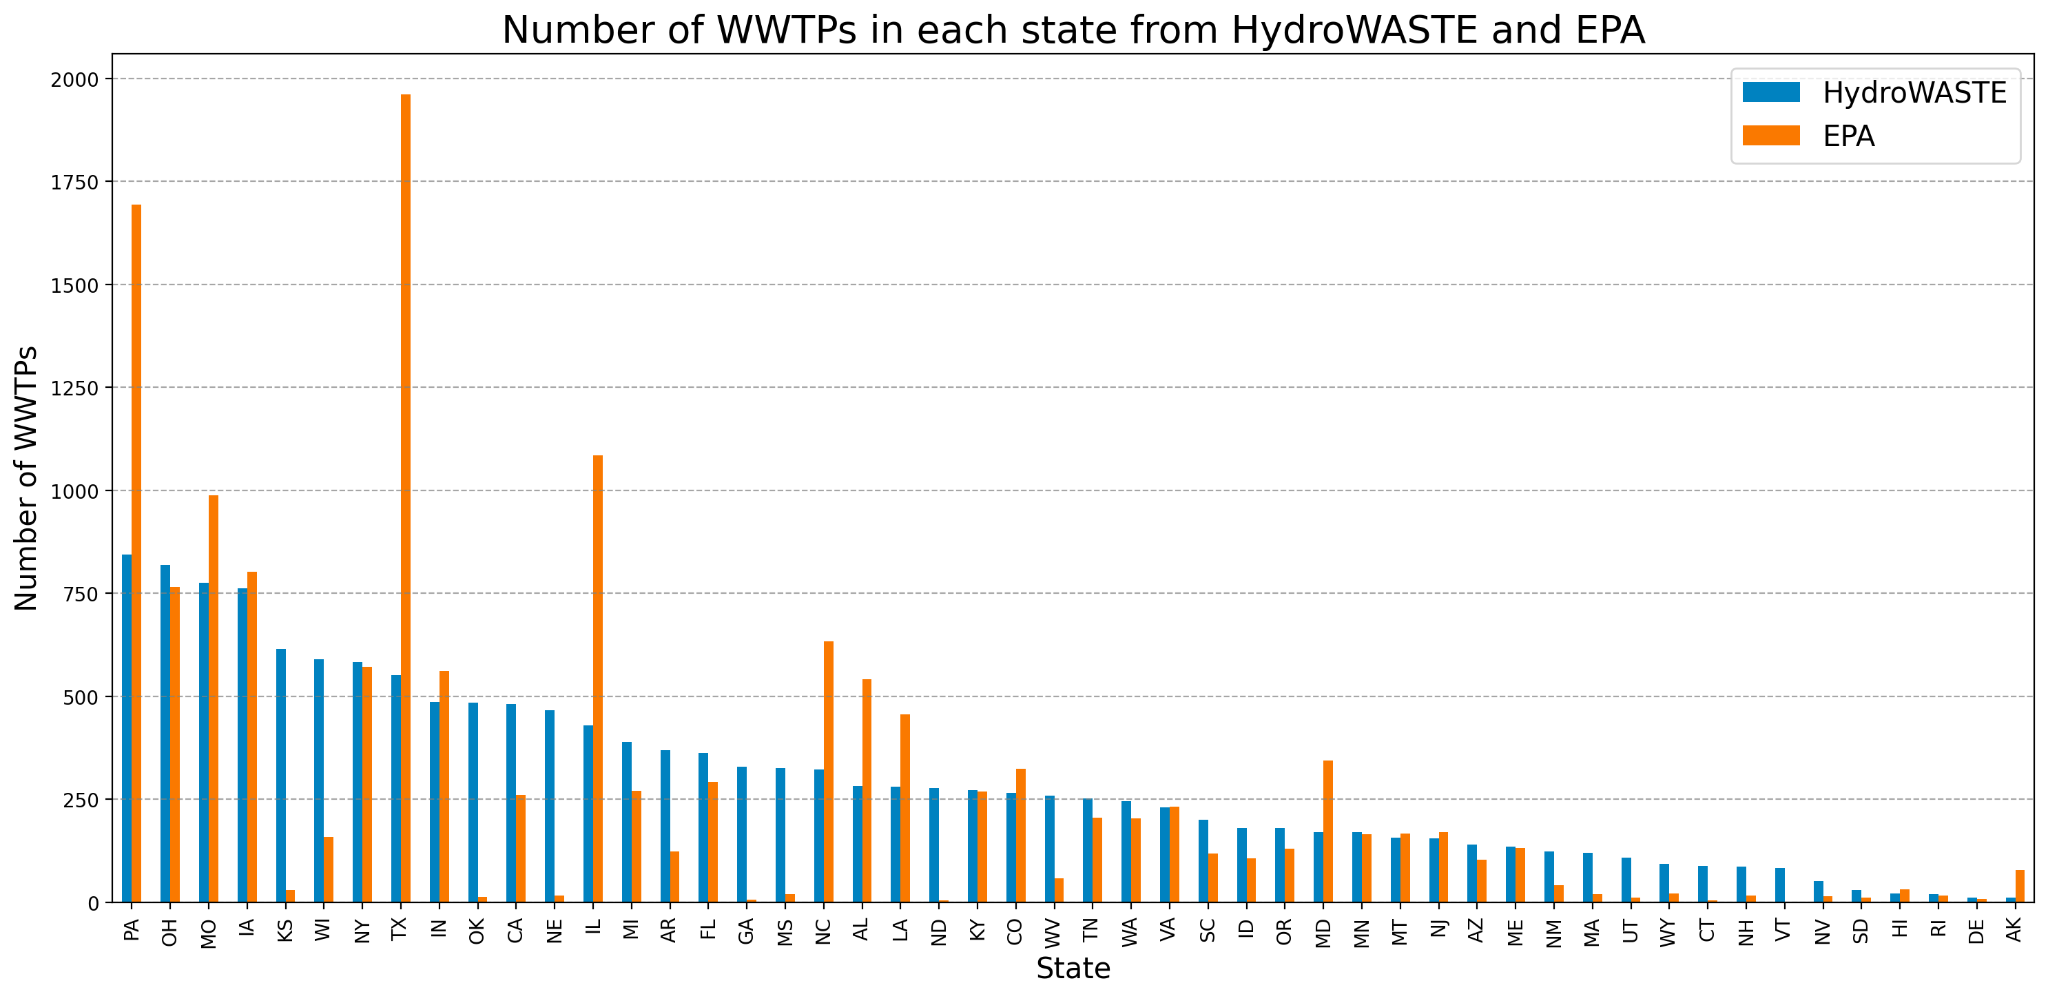 Number of WWTPs in each state from HydroWASTE and EPA
HydroWASTE
EPA
Number of WWTPs
2000
1750
1500
1250
1000
750
500
250
0
PA OH MO IA KS WI NY TX IN OK CA NE IL MI AR FL GA MS NC AL LA ND KY CO WV TN WA VA SC ID OR MD MN MT NJ AZ ME NM MA UT WY CT NH VT NV SD HI RI DE AK
State